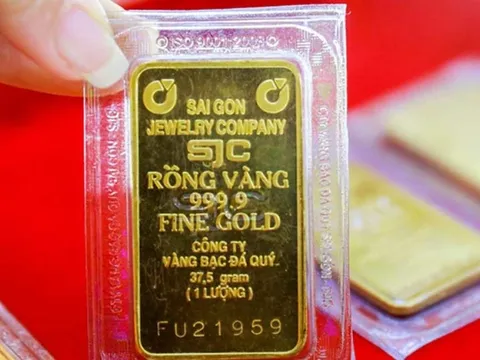 SAI GON
JEWELRY COMPANY
SJC
RỒNG VÀNG
999.9
FINE GOLD
CÔNG TY
VÀNG BẠC ĐÁ QUÝ
37,5 gram
( 1 LƯỢNG )
FU21959